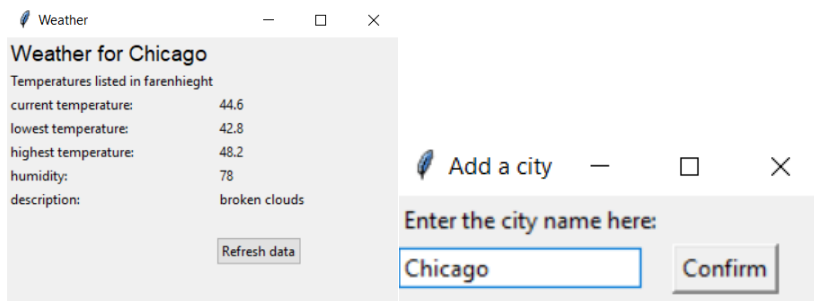 Weather
Weather for Chicago
Temperatures listed in farenhieght
current temperature: 44.6
lowest temperature: 42.8
highest temperature: 48.2
humidity: 78
description: broken clouds
Refresh data
Add a city
Enter the city name here:
Chicago Confirm